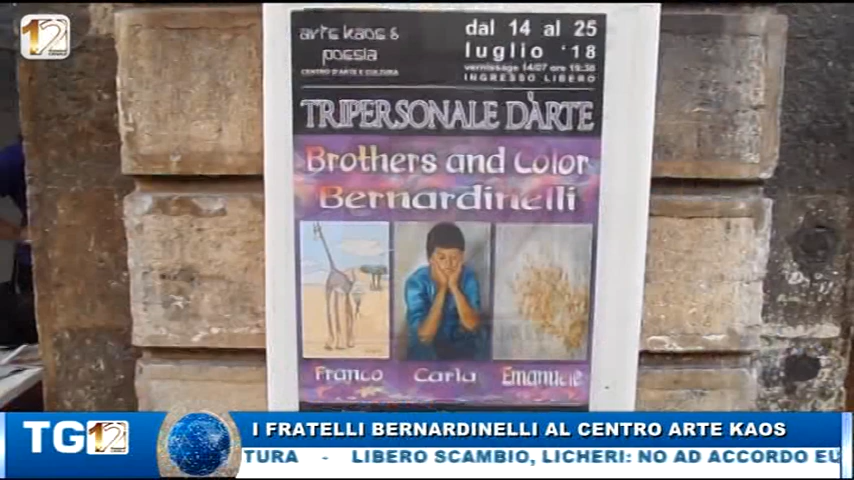 12
arte kaos &
poesia
CENTRO D'ARTE E CULTURA
dal 14 al 25
luglio '18
vernissage 14/07 ore 19:30
INGRESSO LIBERO
TRIPERSONALE D'ARTE
Brothers and Color
Bernardinelli
Franco Carla Emanuele
TG12
I FRATELLI BERNARDINELLI AL CENTRO ARTE KAOS
TURA - LIBERO SCAMBIO, LICHERI: NO AD ACCORDO EU
12